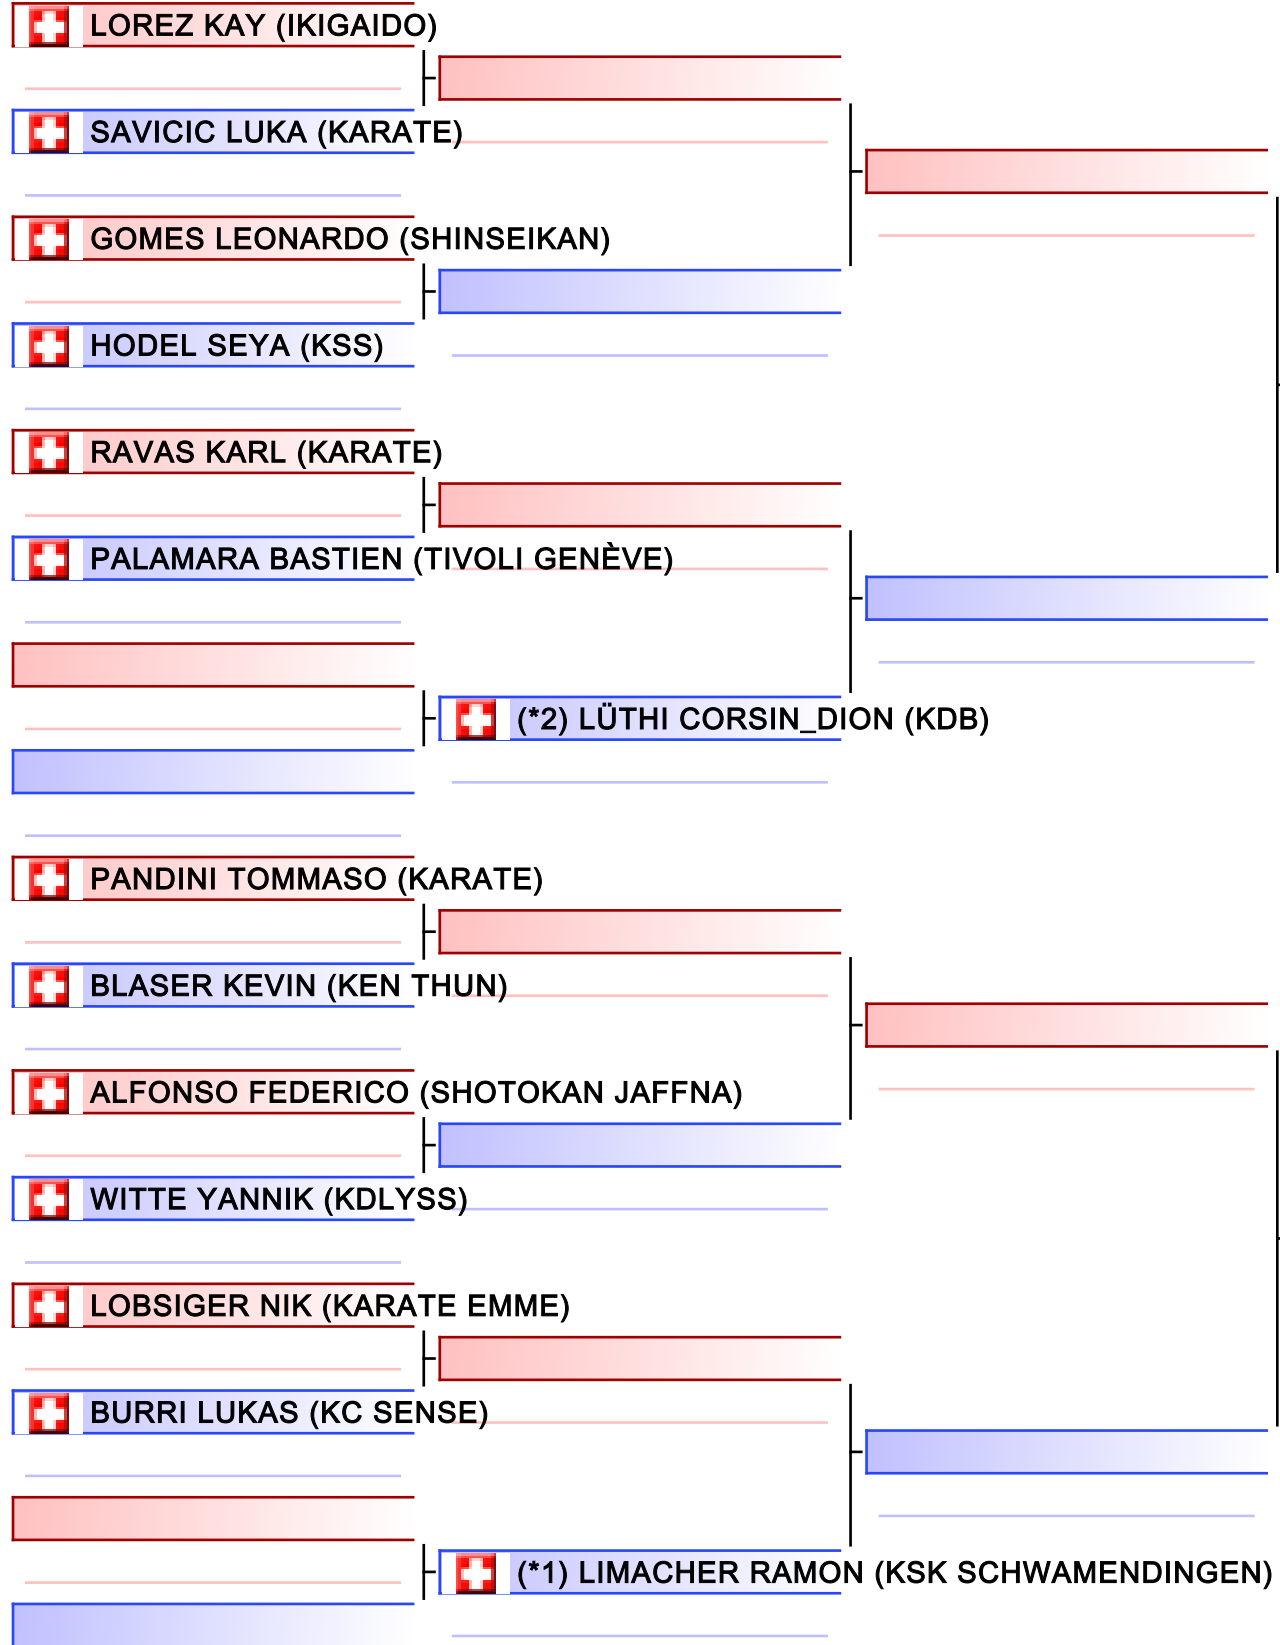 LOREZ KAY (IKIGAIDO)
SAVICIC LUKA (KARATE)
GOMES LEONARDO (SHINSEIKAN)
HODEL SEYA (KSS)
RAVAS KARL (KARATE)
PALAMARA BASTIEN (TIVOLI GENÈVE)
(*2) LÜTHI CORSIN_DION (KDB)
PANDINI TOMMASO (KARATE)
BLASER KEVIN (KEN THUN)
ALFONSO FEDERICO (SHOTOKAN JAFFNA)
WITTE YANNIK (KDLYSS)
LOBSIGER NIK (KARATE EMME)
BURRI LUKAS (KC SENSE)
(*1) LIMACHER RAMON (KSK SCHWAMENDINGEN)